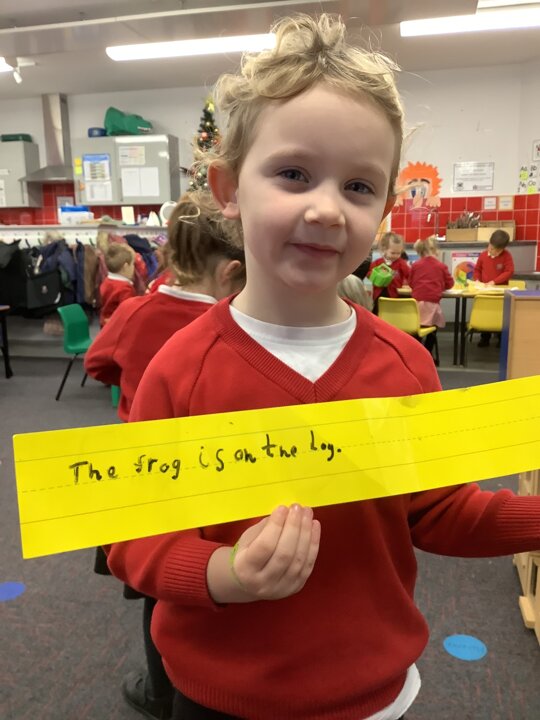 The frog is on the log.